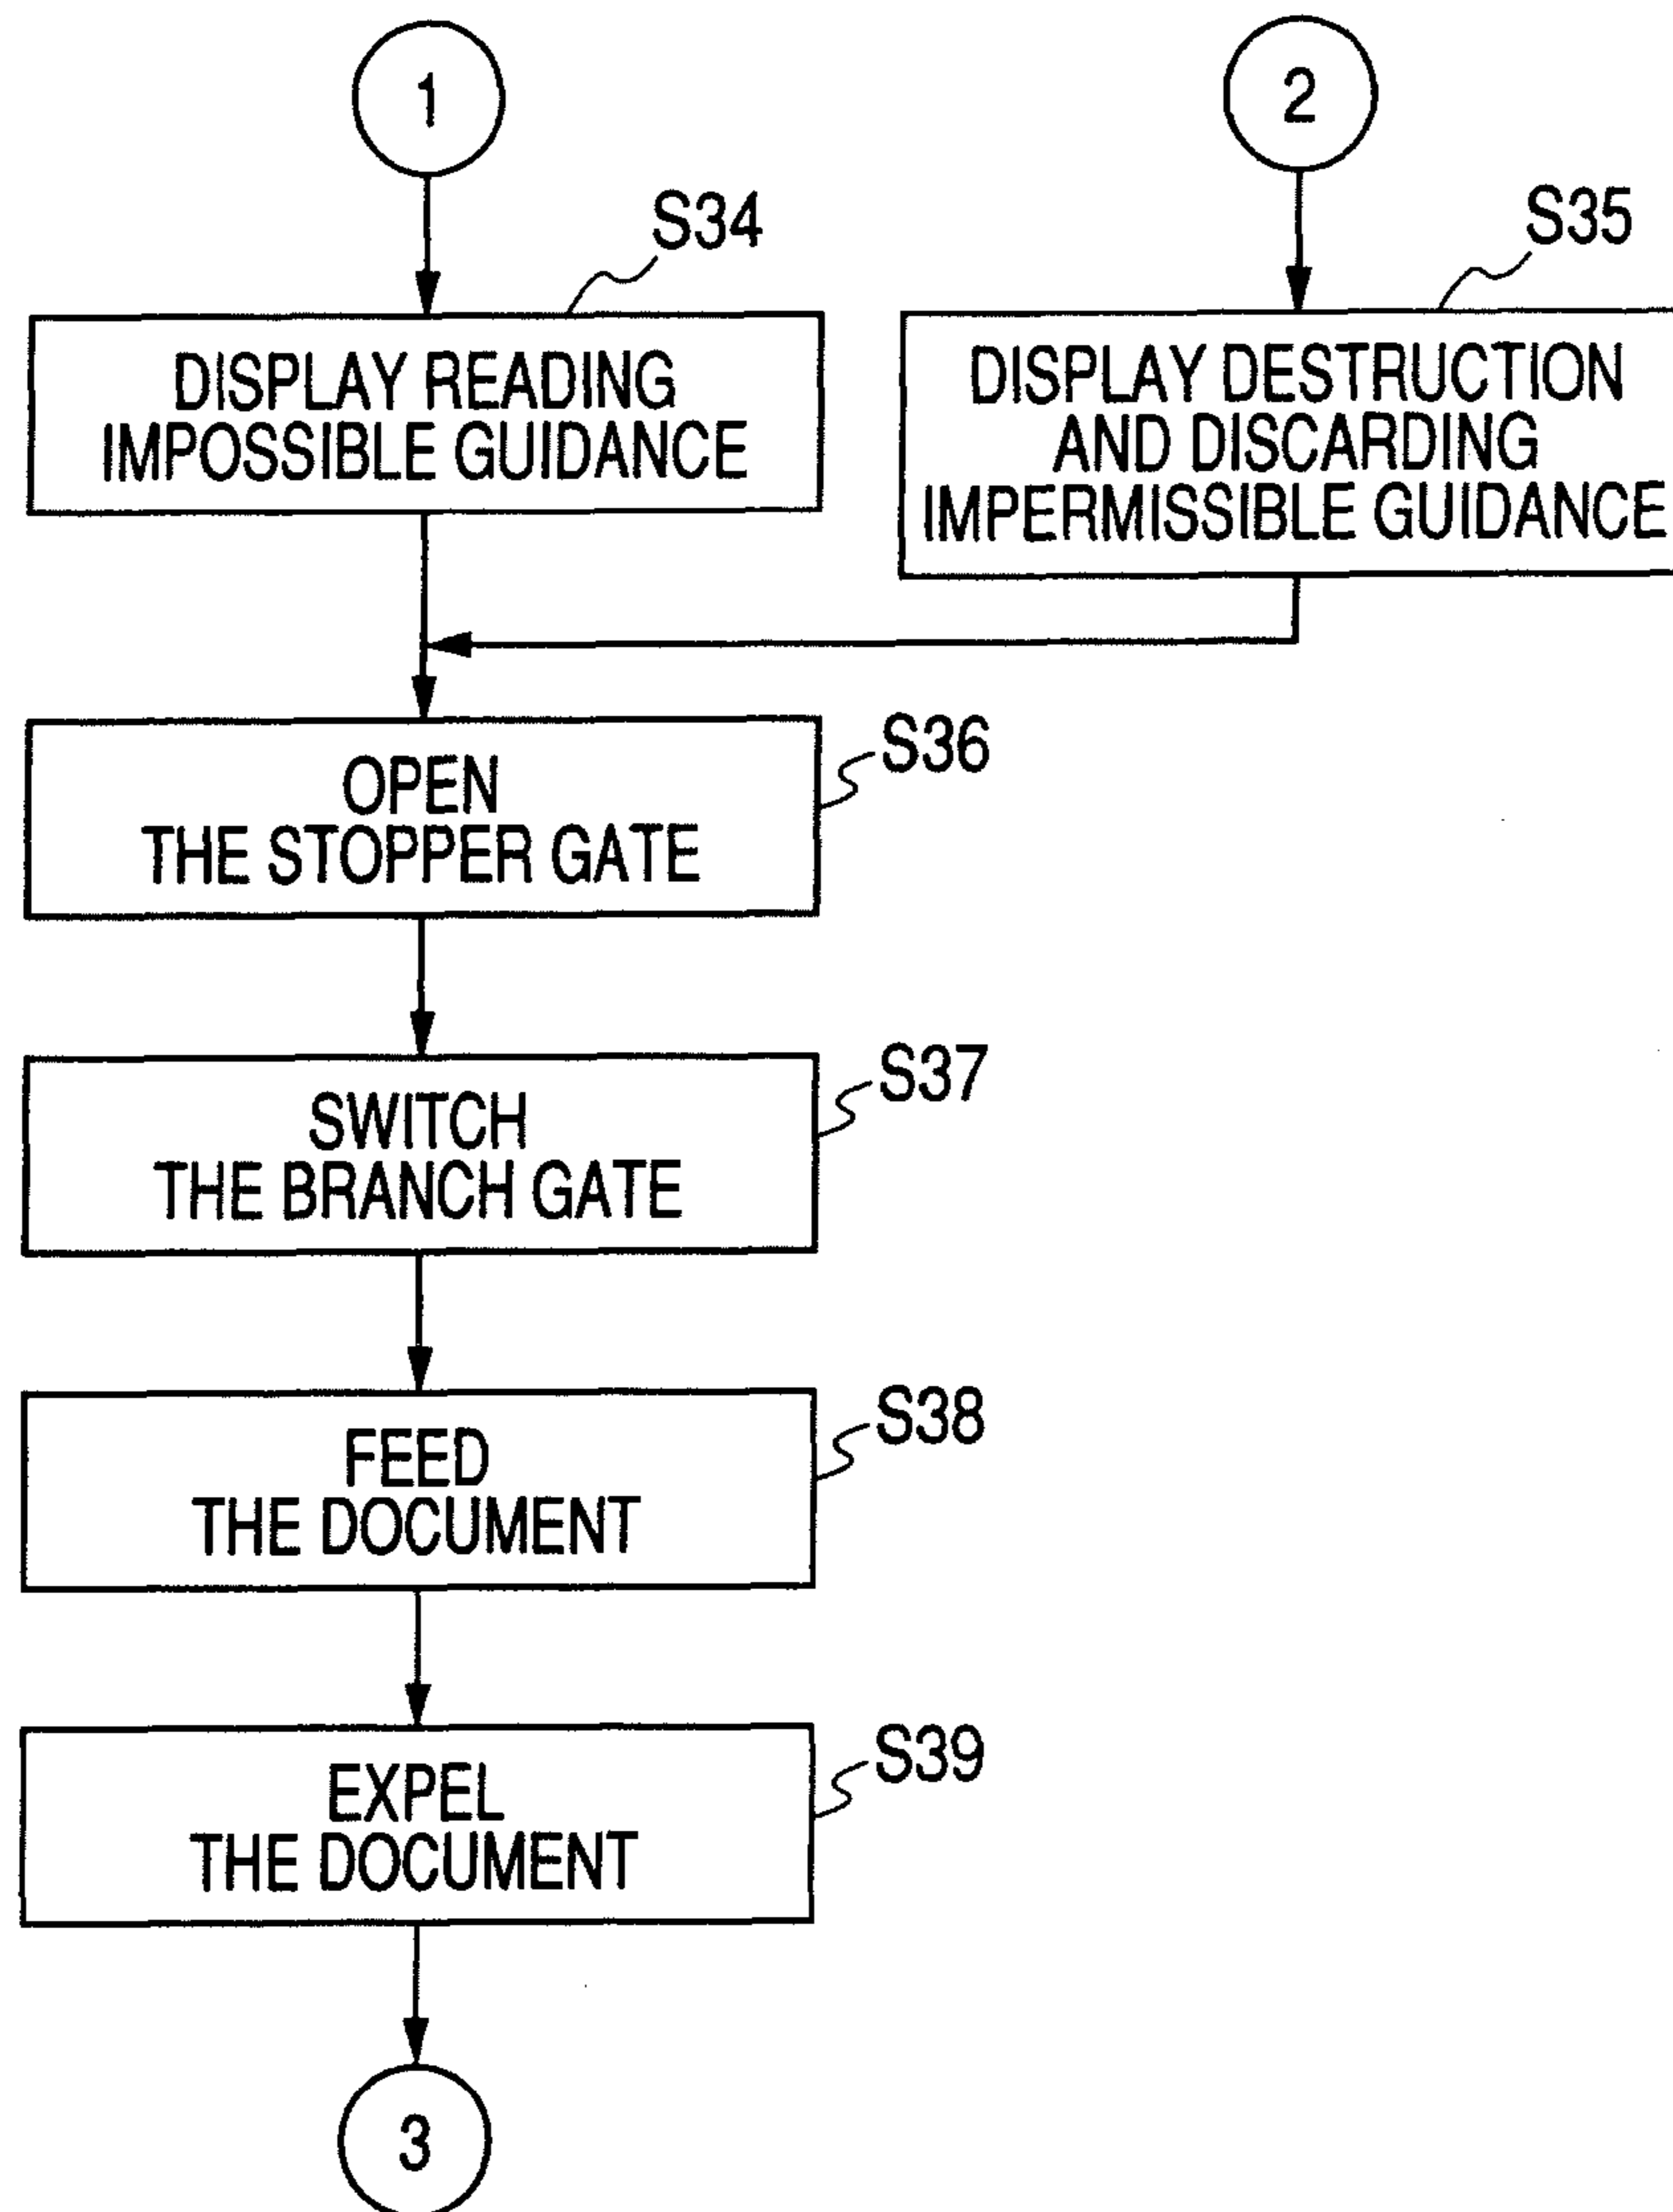 1
2
S34
S35
DISPLAY READING
IMPOSSIBLE GUIDANCE
DISPLAY DESTRUCTION
AND DISCARDING
IMPERMISSIBLE GUIDANCE
S36
OPEN
THE STOPPER GATE
S37
SWITCH
THE BRANCH GATE
S38
FEED
THE DOCUMENT
S39
EXPEL
THE DOCUMENT
3